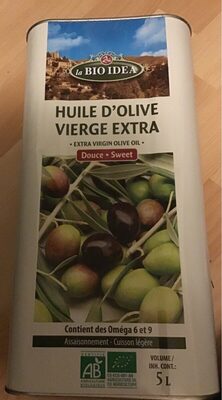 la BIO IDEA
HUILE D'OLIVE
VIERGE EXTRA
• EXTRA VIRGIN OLIVE OIL •
Douce • Sweet
Contient des Oméga 6 et 9
Assaisonnement - Cuisson légère
AB
VOLUME /
INH. CONT.:
5 L